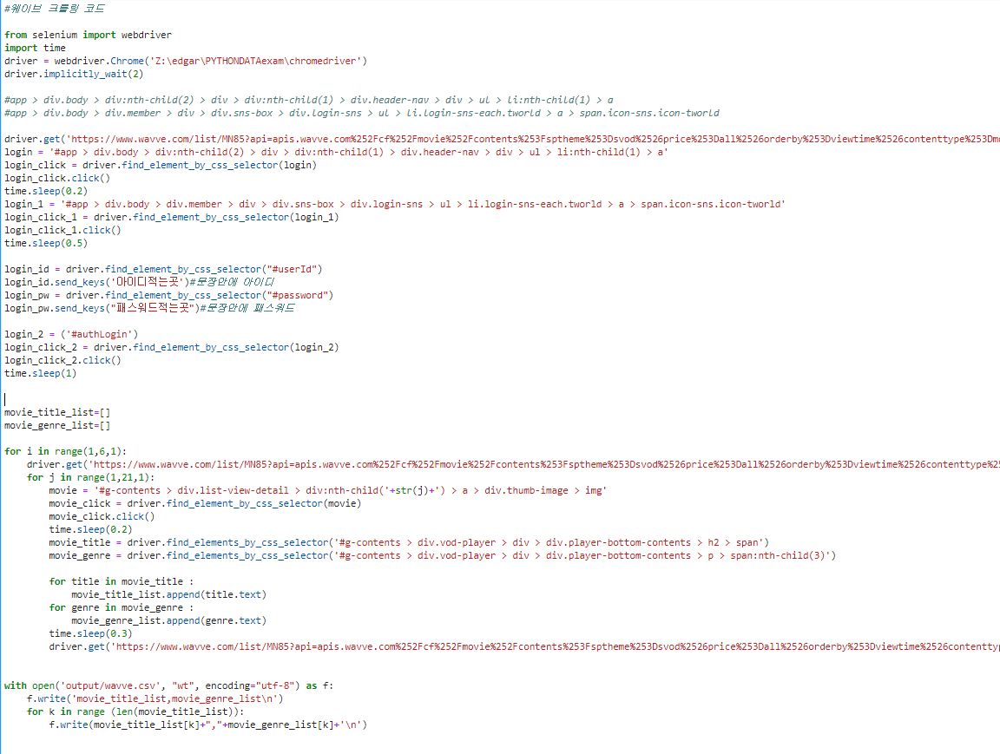 #웨이브 크롤링 코드
from selenium import webdriver
import time
driver = webdriver.Chrome('Z:\edgar\PYTHONDATAexam\chromedriver')
driver.implicitly_wait(2)
#app > div.body > div:nth-child(2) > div > div:nth-child(1) > div.header-nav > div > ul > li:nth-child(1) > a
#app > div.body > div.member > div > div.sns-box > div.login-sns > ul > li.login-sns-each.tworld > a > span.icon-sns.icon-tworld
driver.get('https://www.wavve.com/list/MN85?api=apis.wavve.com%252Fcf%252Fmovie%252Fcontents%253Fsptheme%253Dsvod%2526price%253Dall%2526orderby%253Dviewtime%2526contenttype%253Dm
login = '#app > div.body > div:nth-child(2) > div > div:nth-child(1) > div.header-nav > div > ul > li:nth-child(1) > a'
login_click = driver.find_element_by_css_selector(login)
login_click.click()
time.sleep(0.2)
login_1 = '#app > div.body > div.member > div > div.sns-box > div.login-sns > ul > li.login-sns-each.tworld > a > span.icon-sns.icon-tworld'
login_click_1 = driver.find_element_by_css_selector(login_1)
login_click_1.click()
time.sleep(0.5)
login_id = driver.find_element_by_css_selector("#userId")
login_id.send_keys('아이디적는곳')#문장안에 아이디
login_pw = driver.find_element_by_css_selector("#password")
login_pw.send_keys("패스워드적는곳")#문장안에 패스워드
login_2 = ('#authLogin')
login_click_2 = driver.find_element_by_css_selector(login_2)
login_click_2.click()
time.sleep(1)
movie_title_list=[]
movie_genre_list=[]
for i in range(1,6,1):
    driver.get('https://www.wavve.com/list/MN85?api=apis.wavve.com%252Fcf%252Fmovie%252Fcontents%253Fsptheme%253Dsvod%2526price%253Dall%2526orderby%253Dviewtime%2526contenttype%25
    for j in range(1,21,1):
        movie = '#g-contents > div.list-view-detail > div:nth-child('+str(j)+') > a > div.thumb-image > img'
        movie_click = driver.find_element_by_css_selector(movie)
        movie_click.click()
        time.sleep(0.2)
        movie_title = driver.find_elements_by_css_selector('#g-contents > div.vod-player > div > div.player-bottom-contents > h2 > span')
        movie_genre = driver.find_elements_by_css_selector('#g-contents > div.vod-player > div > div.player-bottom-contents > p > span:nth-child(3)')
        for title in movie_title :
            movie_title_list.append(title.text)
        for genre in movie_genre :
            movie_genre_list.append(genre.text)
        time.sleep(0.3)
        driver.get('https://www.wavve.com/list/MN85?api=apis.wavve.com%252Fcf%252Fmovie%252Fcontents%253Fsptheme%253Dsvod%2526price%253Dall%2526orderby%253Dviewtime%2526contentty
with open('output/wavve.csv', "wt", encoding="utf-8") as f:
    f.write('movie_title_list,movie_genre_list\n')
    for k in range (len(movie_title_list)):
        f.write(movie_title_list[k]+","+movie_genre_list[k]+'\n')